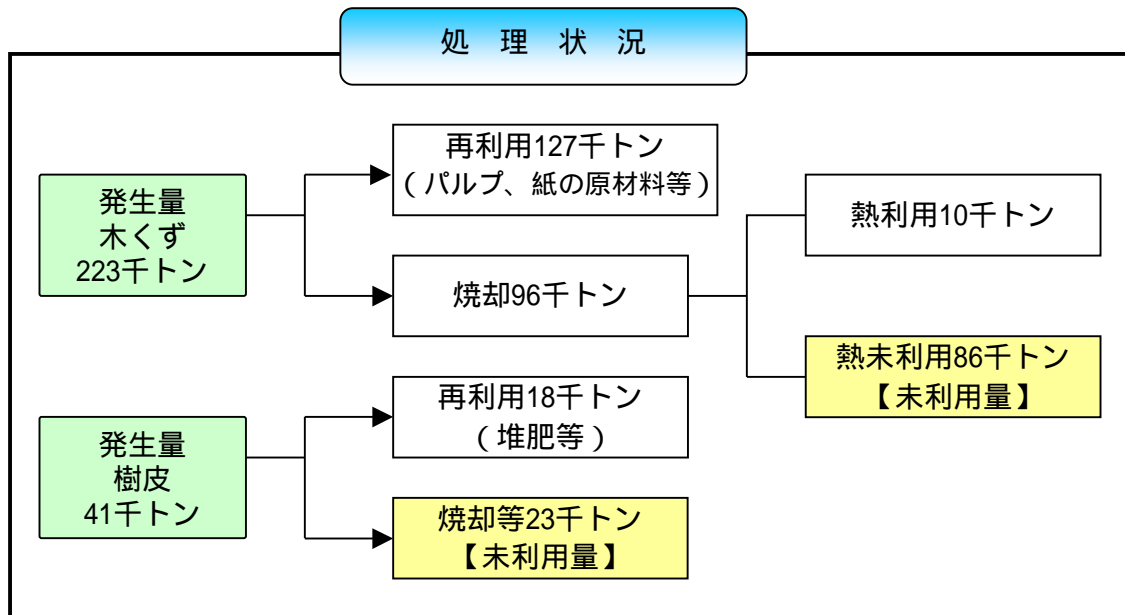 処理状況
発生量
木くず
223千トン
再利用127千トン
(パルプ、紙の原材料等)
焼却96千トン
熱利用10千トン
熱未利用86千トン
【未利用量】
発生量
樹皮
41千トン
再利用18千トン
(堆肥等)
焼却等23千トン
【未利用量】